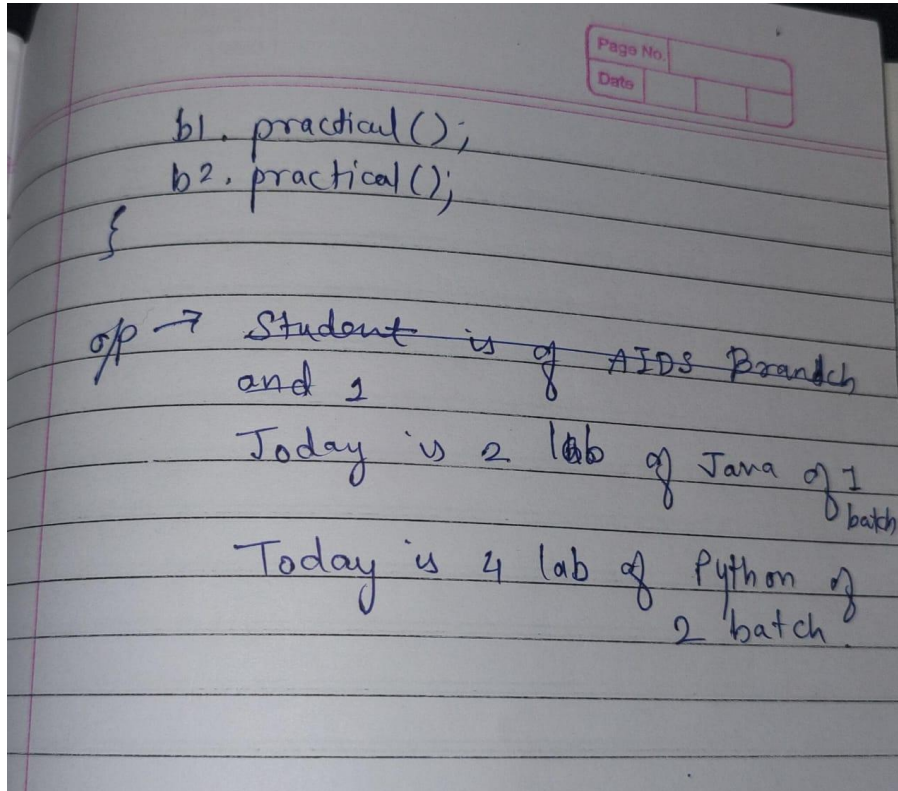 Page No.
Date
b1. practical();
b2. practical();
}
o/p → Student is of AIDS Brandch
and 1
Today is 2 lab of Java of 1
batch
Today is 4 lab of Python of
2 batch.